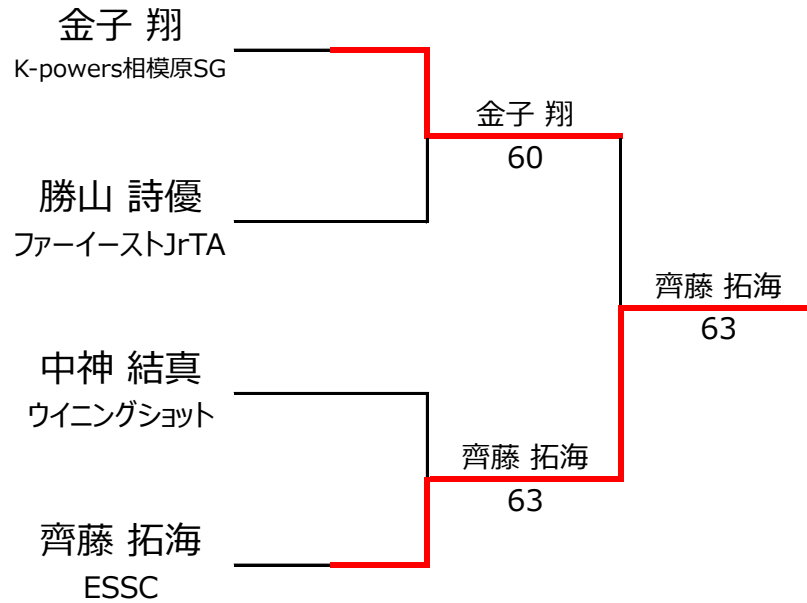 金子 翔
K-powers相模原SG
金子 翔
60
勝山 詩優
ファーイーストJrTA
齊藤 拓海
63
中神 結真
ウイニングショット
齊藤 拓海
63
齊藤 拓海
ESSC